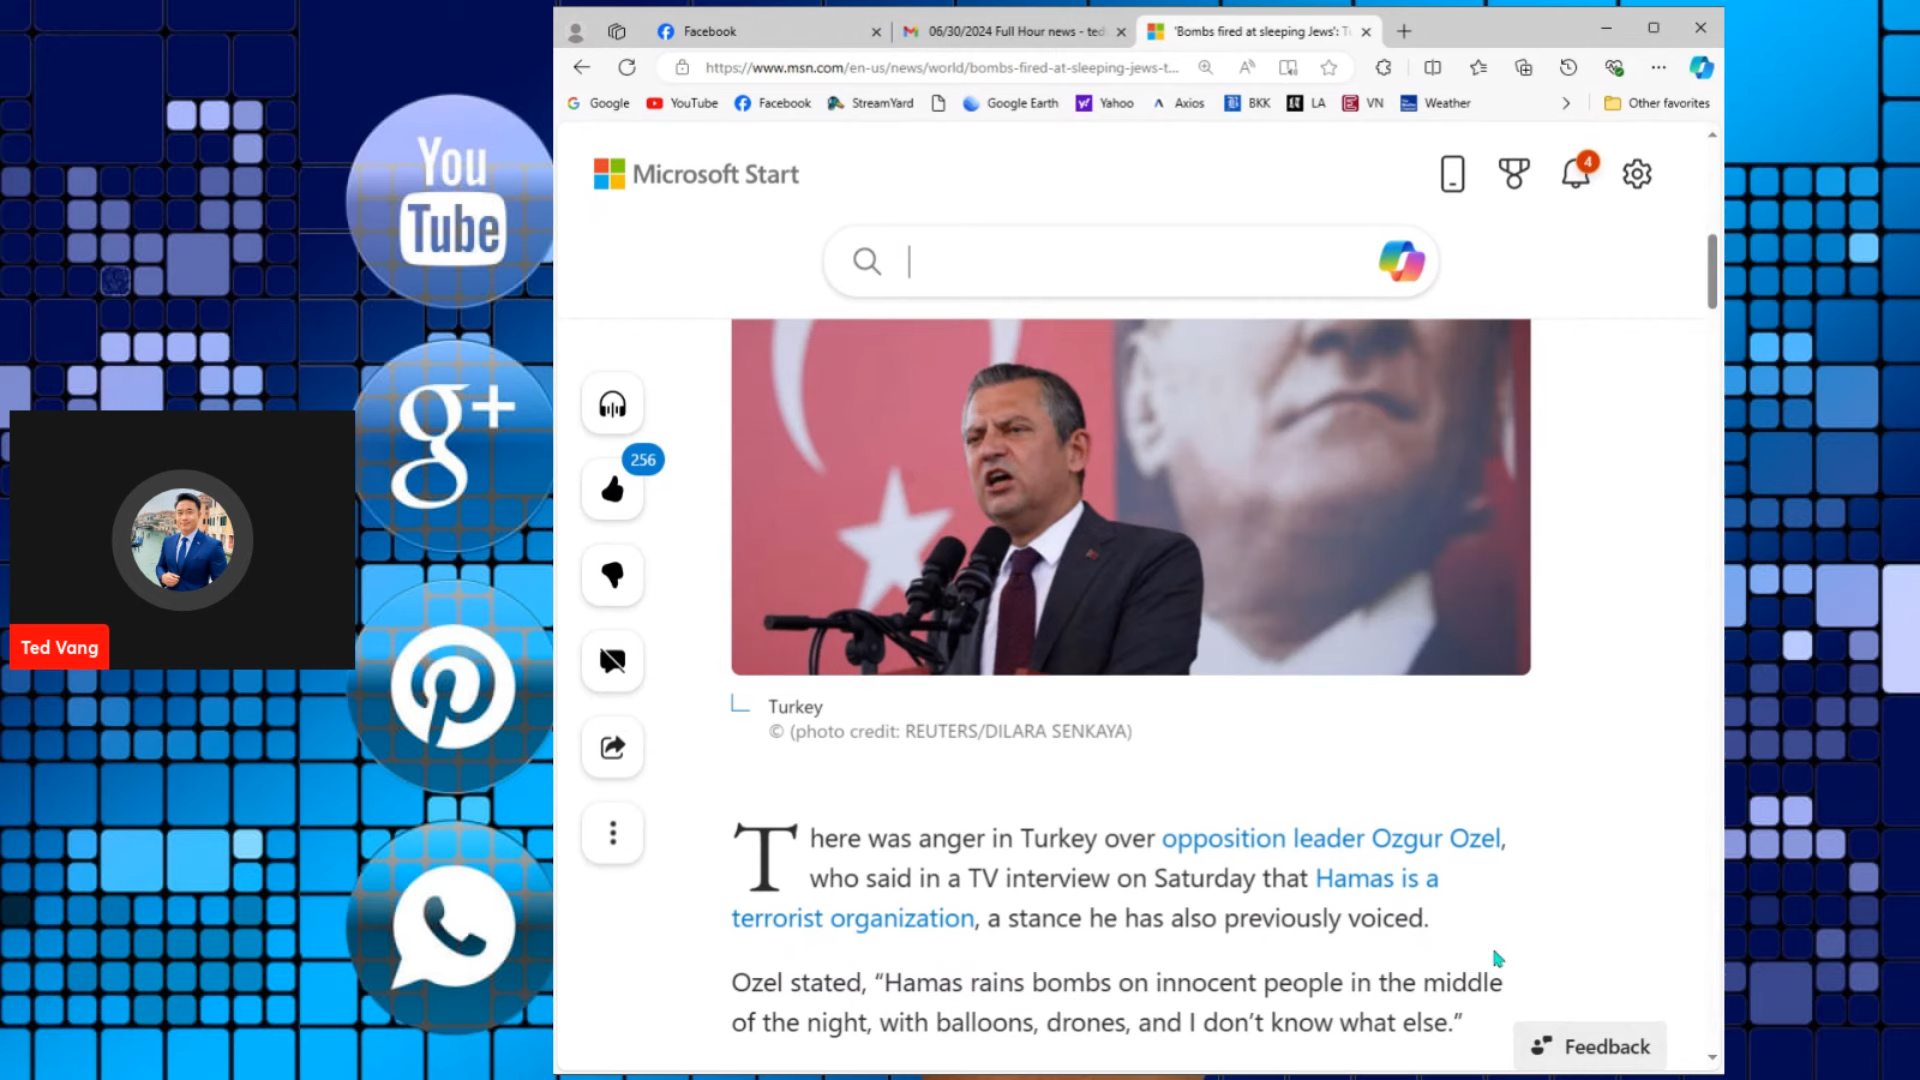 Facebook
06/30/2024 Full Hour news - ted
'Bombs fired at sleeping Jews': Tu
https://www.msn.com/en-us/news/world/bombs-fired-at-sleeping-jews-t...
Google
YouTube
Facebook
StreamYard
Google Earth
Yahoo
Axios
BKK
LA
VN
Weather
Other favorites
Microsoft Start
4
You
Tube
g+
256
Ted Vang
Turkey
© (photo credit: REUTERS/DILARA SENKAYA)
There was anger in Turkey over opposition leader Ozgur Ozel,
who said in a TV interview on Saturday that Hamas is a
terrorist organization, a stance he has also previously voiced.
Ozel stated, “Hamas rains bombs on innocent people in the middle
of the night, with balloons, drones, and I don’t know what else.”
Feedback